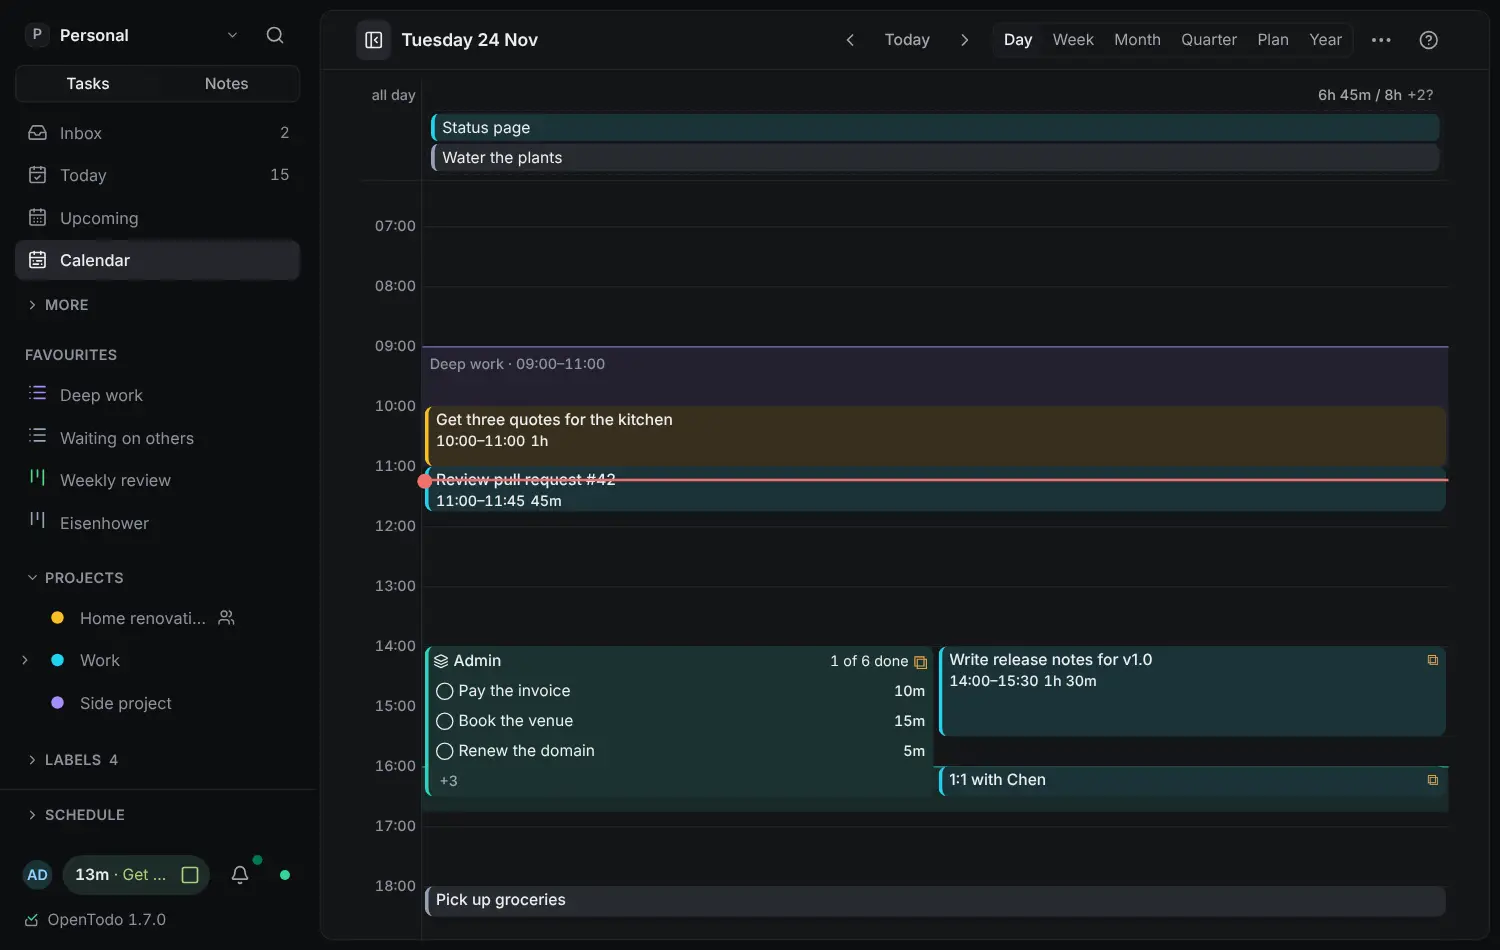 P Personal
Tasks Notes
Inbox 2
Today 15
Upcoming
Calendar
MORE
FAVOURITES
Deep work
Waiting on others
Weekly review
Eisenhower
PROJECTS
Home renovati...
Work
Side project
LABELS 4
SCHEDULE
AD 13m · Get ...
OpenTodo 1.7.0
Tuesday 24 Nov
Today
Day Week Month Quarter Plan Year
all day 6h 45m / 8h +2?
Status page
Water the plants
07:00
08:00
09:00
Deep work · 09:00–11:00
10:00
Get three quotes for the kitchen
10:00–11:00 1h
11:00
Review pull request #42
11:00–11:45 45m
12:00
13:00
14:00
Admin 1 of 6 done
Pay the invoice 10m
Book the venue 15m
Renew the domain 5m
+3
Write release notes for v1.0
14:00–15:30 1h 30m
15:00
16:00
1:1 with Chen
17:00
18:00
Pick up groceries